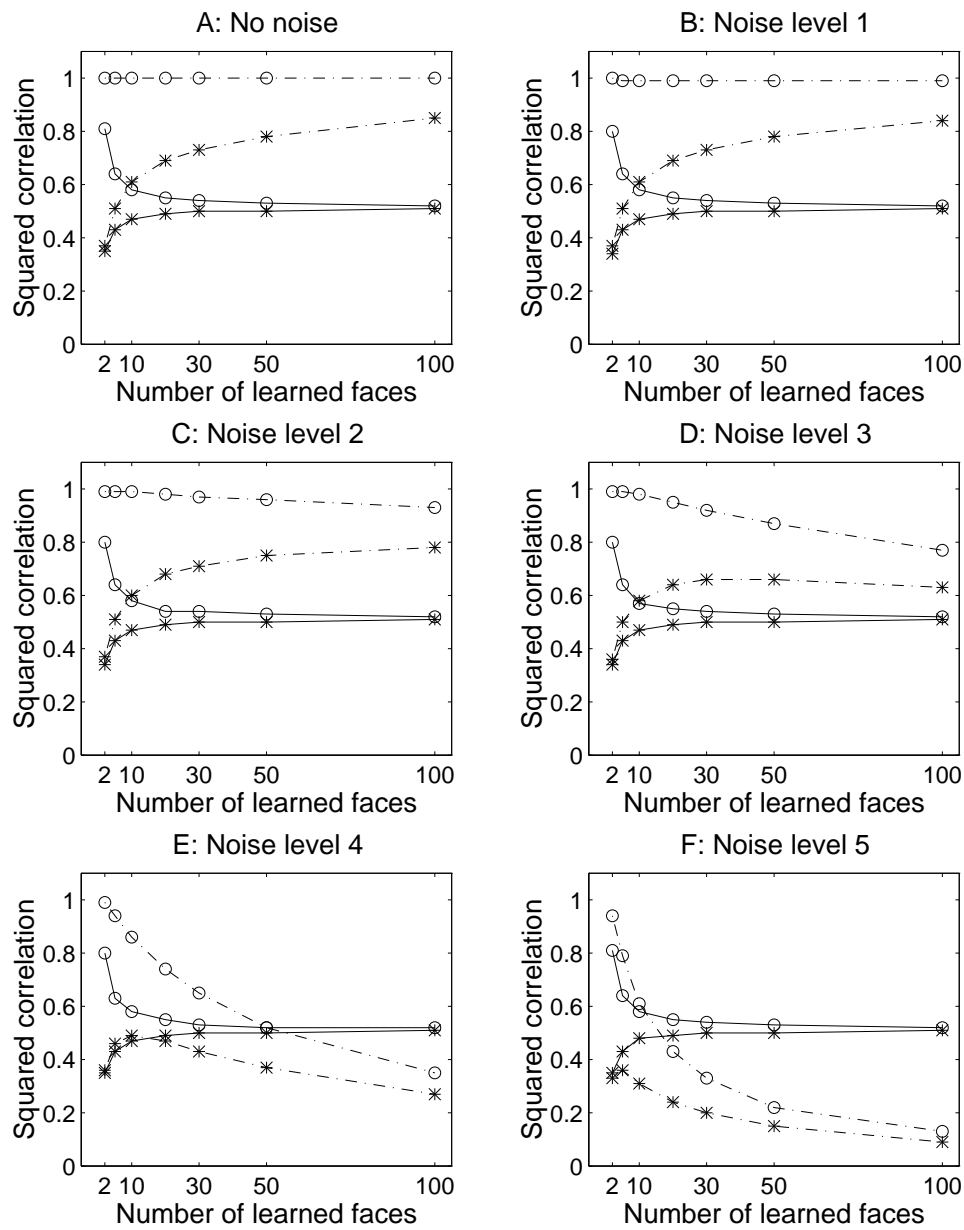 A: No noise
B: Noise level 1
Squared correlation
1
0.8
0.6
0.4
0.2
0
2 10 30 50 100
Number of learned faces
Squared correlation
1
0.8
0.6
0.4
0.2
0
2 10 30 50 100
Number of learned faces
C: Noise level 2
D: Noise level 3
Squared correlation
1
0.8
0.6
0.4
0.2
0
2 10 30 50 100
Number of learned faces
Squared correlation
1
0.8
0.6
0.4
0.2
0
2 10 30 50 100
Number of learned faces
E: Noise level 4
F: Noise level 5
Squared correlation
1
0.8
0.6
0.4
0.2
0
2 10 30 50 100
Number of learned faces
Squared correlation
1
0.8
0.6
0.4
0.2
0
2 10 30 50 100
Number of learned faces